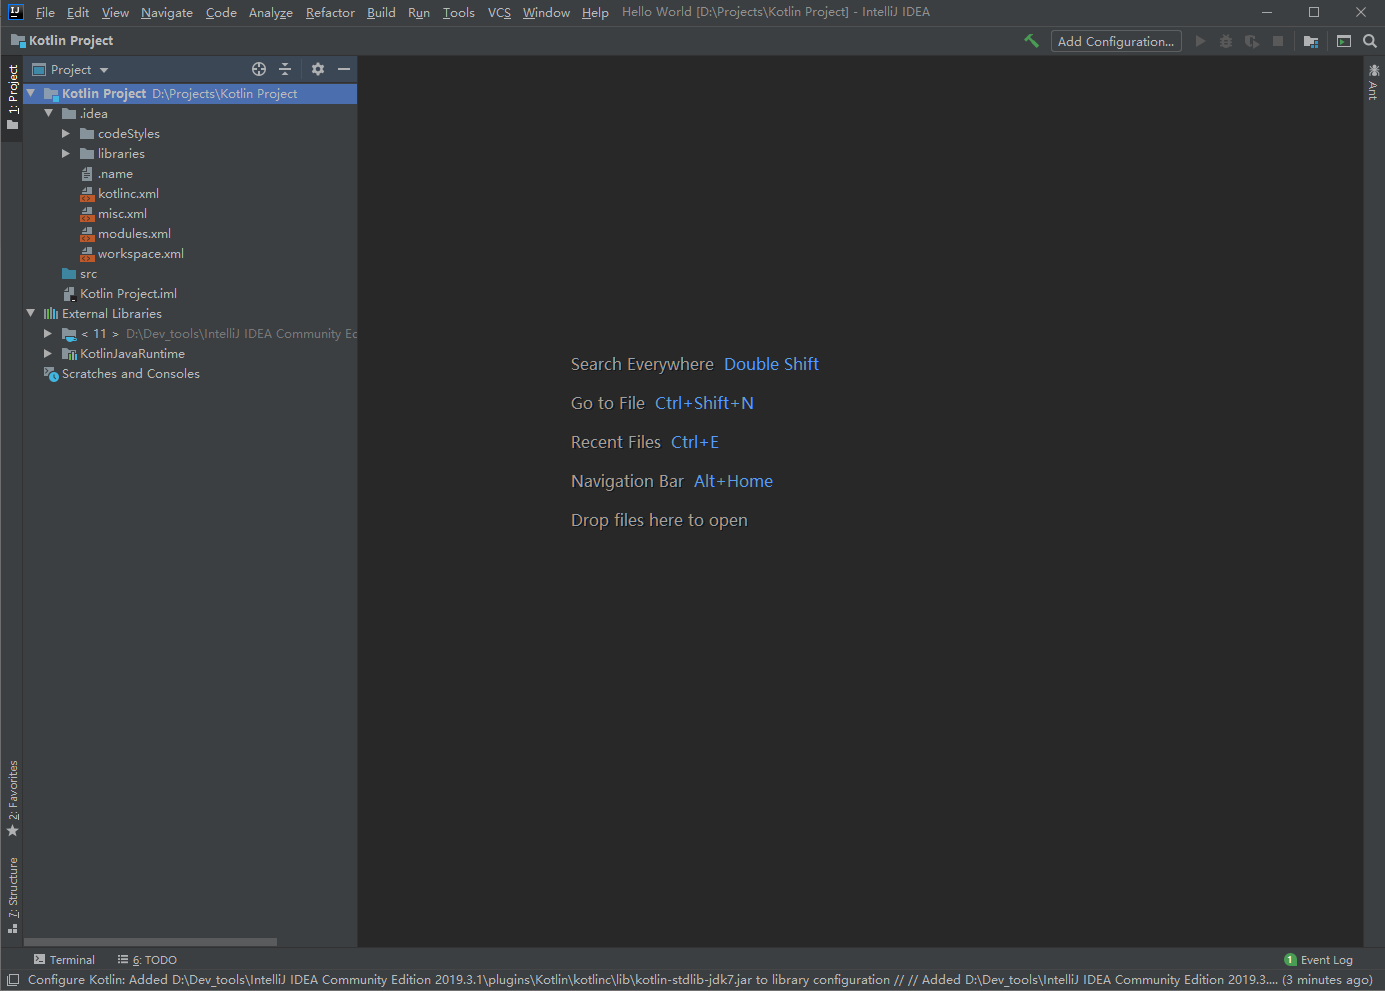 File Edit View Navigate Code Analyze Refactor Build Run Tools VCS Window Help Hello World [D:\Projects\Kotlin Project] - IntelliJ IDEA
Kotlin Project
Add Configuration...
1: Project
Project
Kotlin Project D:\Projects\Kotlin Project
.idea
codeStyles
libraries
.name
kotlinc.xml
misc.xml
modules.xml
workspace.xml
src
Kotlin Project.iml
External Libraries
< 11 > D:\Dev_tools\IntelliJ IDEA Community Ec
KotlinJavaRuntime
Scratches and Consoles
Search Everywhere Double Shift
Go to File Ctrl+Shift+N
Recent Files Ctrl+E
Navigation Bar Alt+Home
Drop files here to open
Ant
2: Favorites
7: Structure
Terminal 6: TODO 1 Event Log
Configure Kotlin: Added D:\Dev_tools\IntelliJ IDEA Community Edition 2019.3.1\plugins\Kotlin\kotlinc\lib\kotlin-stdlib-jdk7.jar to library configuration // // Added D:\Dev_tools\IntelliJ IDEA Community Edition 2019.3.... (3 minutes ago)